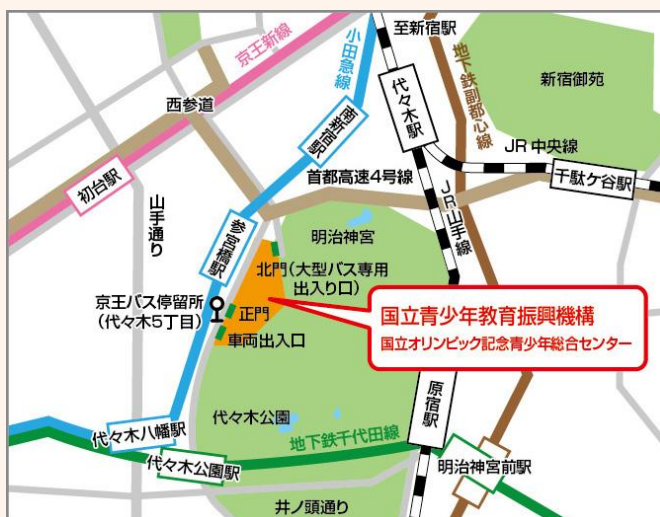 至新宿駅
京王新線
小田急線
地下鉄副都心線
新宿御苑
代々木駅
西参道
南新宿駅
JR中央線
千駄ケ谷駅
首都高速4号線
初台駅
山手通り
JR山手線
参宮橋駅
明治神宮
北門(大型バス専用
出入り口)
京王バス停留所
(代々木5丁目)
正門
車両出入口
国立青少年教育振興機構
国立オリンピック記念青少年総合センター
原宿駅
代々木公園
代々木八幡駅
地下鉄千代田線
代々木公園駅
明治神宮前駅
井ノ頭通り